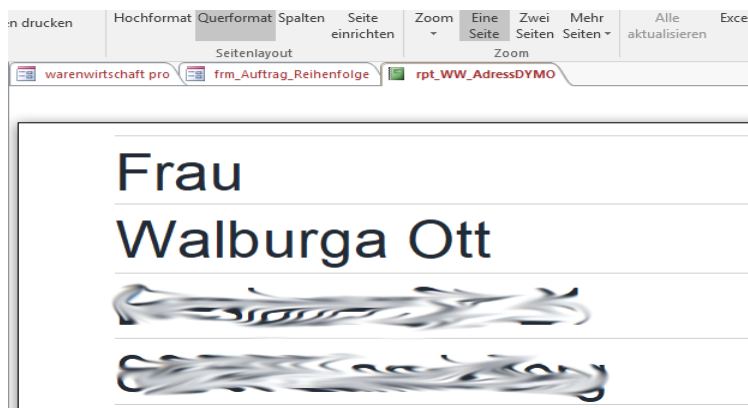 en drucken
Hochformat Querformat Spalten Seite einrichten
Seitenlayout
Zoom Eine Seite Zwei Seiten Mehr Seiten
Zoom
Alle aktualisieren
Exce
warenwirtschaft pro frm_Auftrag_Reihenfolge rpt_WW_AdressDYMO
Frau
Walburga Ott